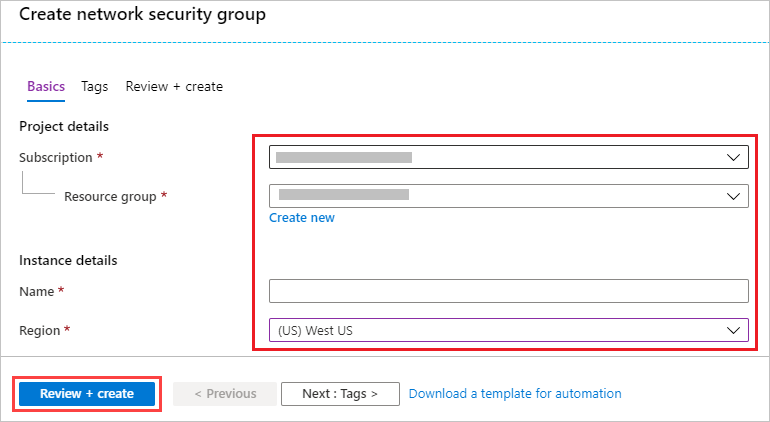 Create network security group
Basics Tags Review + create
Project details
Subscription *
Resource group *
Create new
Instance details
Name *
Region * (US) West US
Review + create < Previous Next : Tags > Download a template for automation